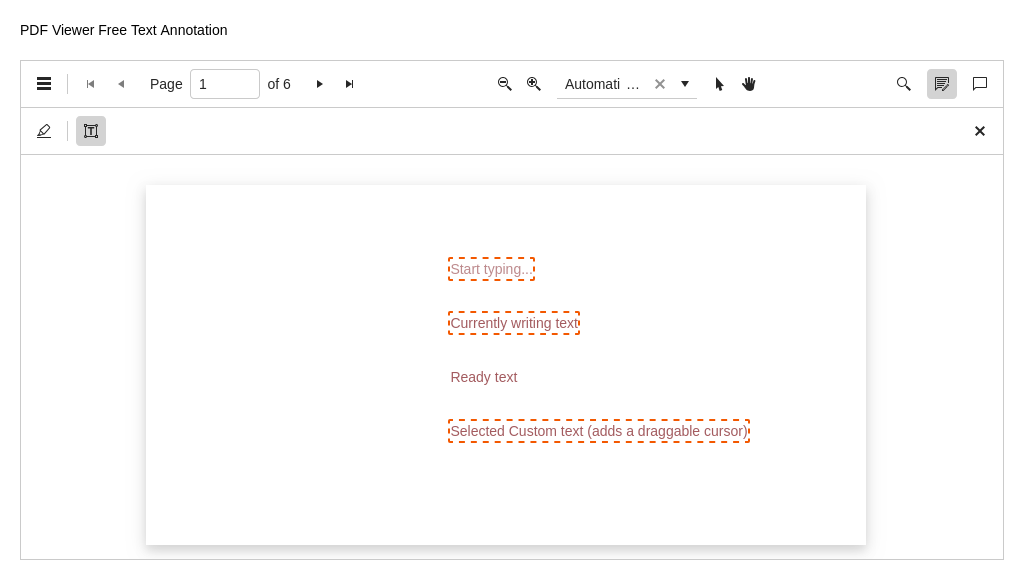 PDF Viewer Free Text Annotation
Page 1 of 6 Automati ...
Start typing...
Currently writing text
Ready text
Selected Custom text (adds a draggable cursor)